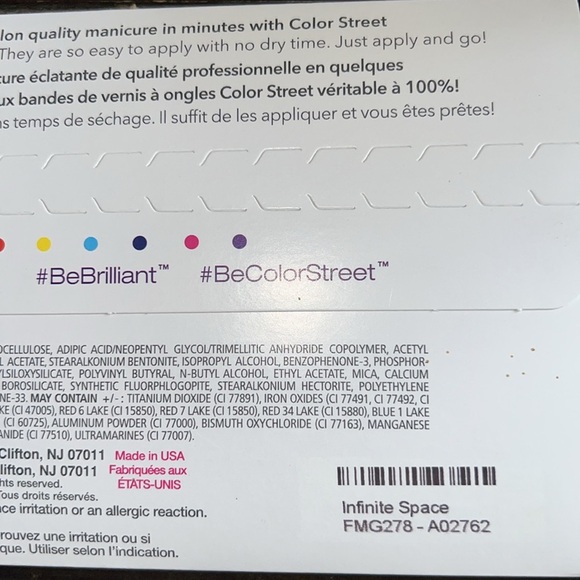 lon quality manicure in minutes with Color Street
They are so easy to apply with no dry time. Just apply and go!
ure éclatante de qualité professionnelle en quelques
ux bandes de vernis à ongles Color Street véritable à 100%!
s temps de séchage. Il suffit de les appliquer et vous êtes prêtes!
#BeBrilliant™ #BeColorStreet™
OCELLULOSE, ADIPIC ACID/NEOPENTYL GLYCOL/TRIMELLITIC ANHYDRIDE COPOLYMER, ACETYL
L ACETATE, STEARALKONIUM BENTONITE, ISOPROPYL ALCOHOL, BENZOPHENONE-3, PHOSPHOR-
YLSILOXYSILICATE, POLYVINYL BUTYRAL, N-BUTYL ALCOHOL, ETHYL ACETATE, MICA, CALCIUM
BOROSILICATE, SYNTHETIC FLUORPHLOGOPITE, STEARALKONIUM HECTORITE, POLYETHYLENE
NE-33. MAY CONTAIN +/-: TITANIUM DIOXIDE (CI 77891), IRON OXIDES (CI 77491, CI 77492, CI
KE (CI 47005), RED 6 LAKE (CI 15850), RED 7 LAKE (CI 15850), RED 34 LAKE (CI 15880), BLUE 1 LAKE
(CI 60725), ALUMINUM POWDER (CI 77000), BISMUTH OXYCHLORIDE (CI 77163), MANGANESE
ANIDE (CI 77510), ULTRAMARINES (CI 77007).
Clifton, NJ 07011 Made in USA
lifton, NJ 07011 Fabriquées aux
hts reserved. ÉTATS-UNIS
Tous droits réservés.
ce irritation or an allergic reaction.
rouvez une irritation ou si
que. Utiliser selon l'indication.
Infinite Space
FMG278 - A02762